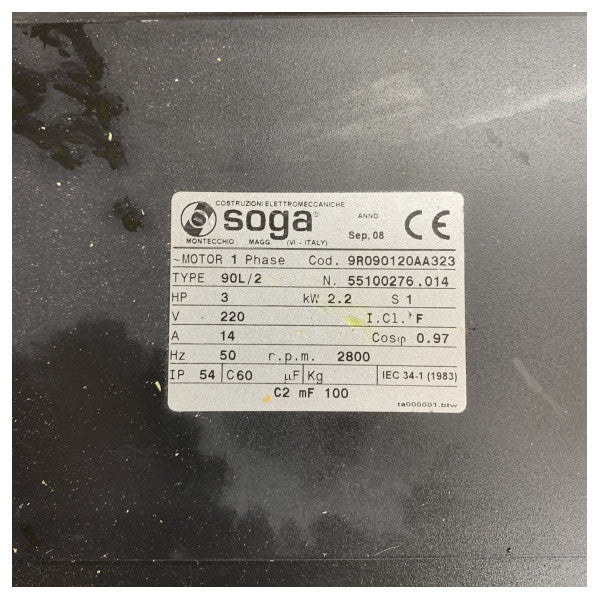 COSTRUZIONI ELETTROMECCANICHE
soga®
MONTECCHIO MAGG. (VI - ITALY)
ANNO
Sep, 08
CE
~MOTOR 1 Phase Cod. 9R090120AA323
TYPE 90L/2 N. 55100276.014
HP 3 kW 2.2 S 1
V 220 I.Cl. F
A 14 Cosφ 0.97
Hz 50 r.p.m. 2800
IP 54 C60 µF Kg IEC 34-1 (1983)
C2 mF 100
ra000001.btw